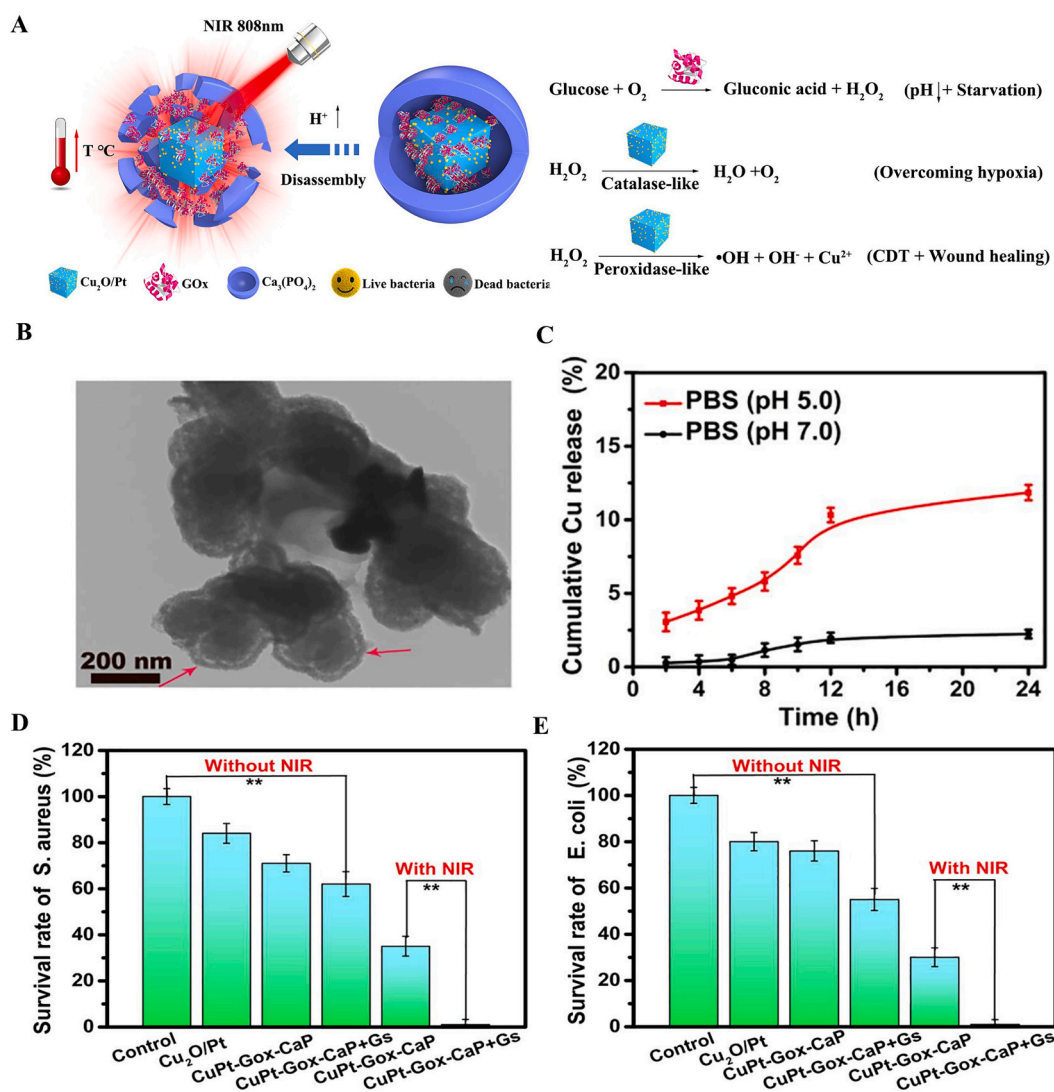 A
NIR 808nm
T °C
H⁺ ↑
Disassembly
Cu₂O/Pt
GOx
Ca₃(PO₄)₂
Live bacteria
Dead bacteria
Glucose + O₂ → Gluconic acid + H₂O₂ (pH↓+ Starvation)
H₂O₂ → H₂O +O₂ (Overcoming hypoxia)
Catalase-like
H₂O₂ → •OH + OH⁻ + Cu²⁺ (CDT + Wound healing)
Peroxidase-like
B
200 nm
C
Cumulative Cu release (%)
20
15
10
5
0
PBS (pH 5.0)
PBS (pH 7.0)
0 4 8 12 16 20 24
Time (h)
D
Survival rate of S. aureus (%)
120
100
80
60
40
20
0
Without NIR
**
With NIR
**
Control
Cu₂O/Pt
CuPt-Gox-CaP
CuPt-Gox-CaP+Gs
CuPt-Gox-CaP
CuPt-Gox-CaP+Gs
E
Survival rate of E. coli (%)
120
100
80
60
40
20
0
Without NIR
**
With NIR
**
Control
Cu₂O/Pt
CuPt-Gox-CaP
CuPt-Gox-CaP+Gs
CuPt-Gox-CaP
CuPt-Gox-CaP+Gs